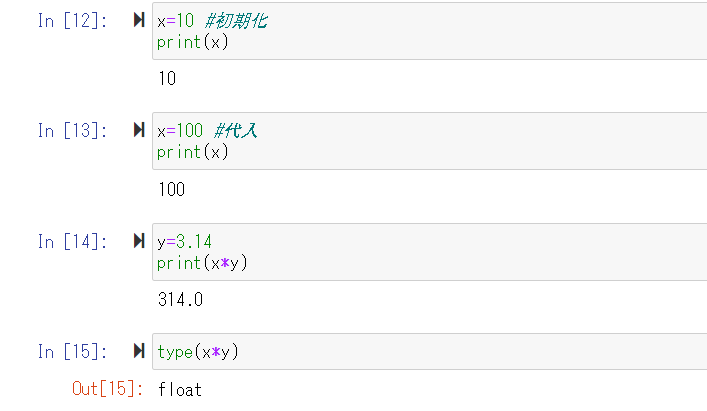 In [12]: x=10 #初期化
print(x)
10
In [13]: x=100 #代入
print(x)
100
In [14]: y=3.14
print(x*y)
314.0
In [15]: type(x*y)
Out[15]: float